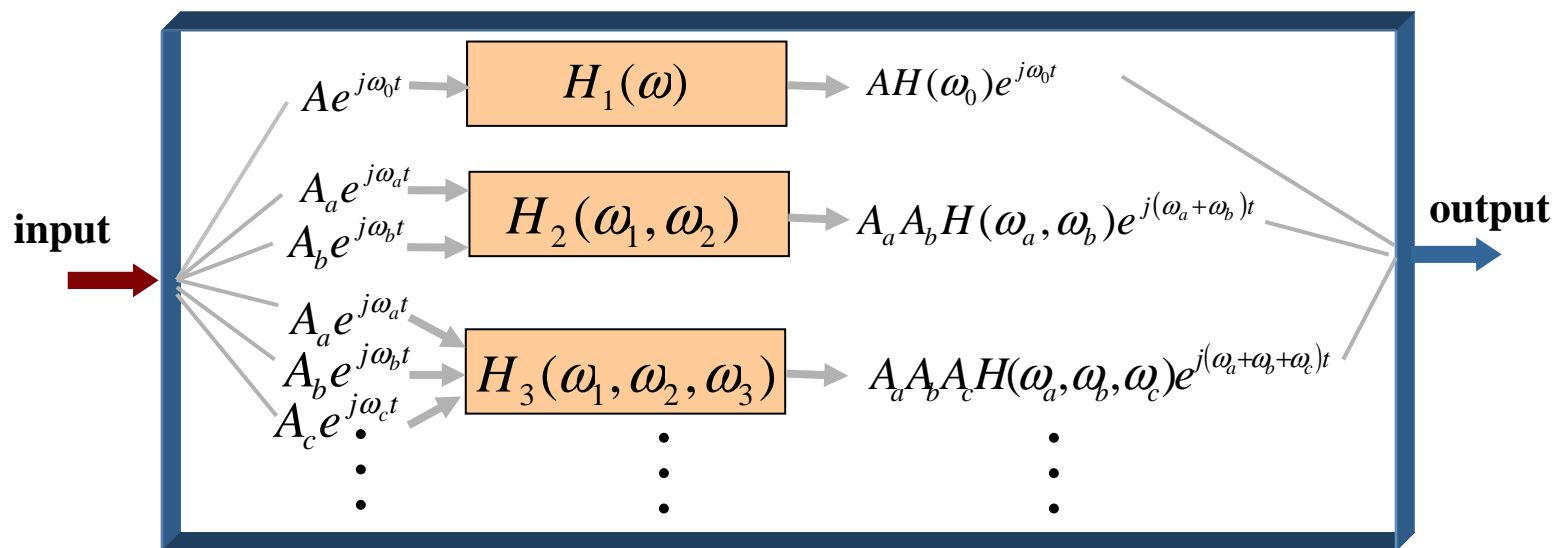 input
Ae^{jω₀t}
H₁(ω)
AH(ω₀)e^{jω₀t}
A_a e^{jω_a t}
A_b e^{jω_b t}
H₂(ω₁, ω₂)
A_a A_b H(ω_a, ω_b)e^{j(ω_a+ω_b)t}
A_a e^{jω_a t}
A_b e^{jω_b t}
A_c e^{jω_c t}
H₃(ω₁, ω₂, ω₃)
A_a A_b A_c H(ω_a, ω_b, ω_c)e^{j(ω_a+ω_b+ω_c)t}
output